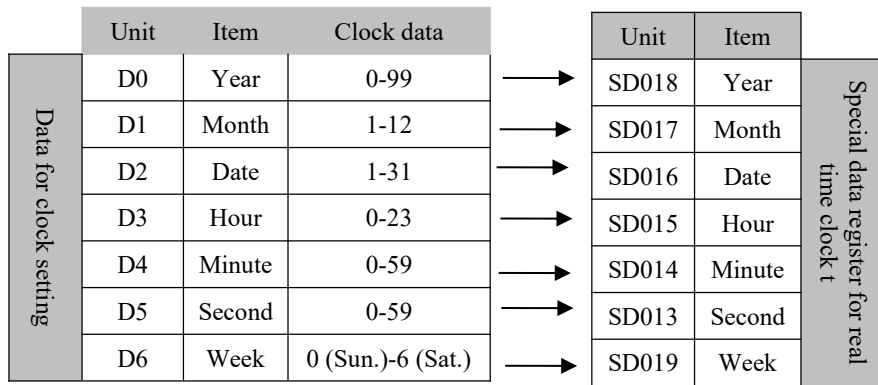 Unit Item Clock data
Data for clock setting
D0 Year 0-99
D1 Month 1-12
D2 Date 1-31
D3 Hour 0-23
D4 Minute 0-59
D5 Second 0-59
D6 Week 0 (Sun.)-6 (Sat.)
Unit Item
SD018 Year
SD017 Month
SD016 Date
SD015 Hour
SD014 Minute
SD013 Second
SD019 Week
Special data register for real
time clock t